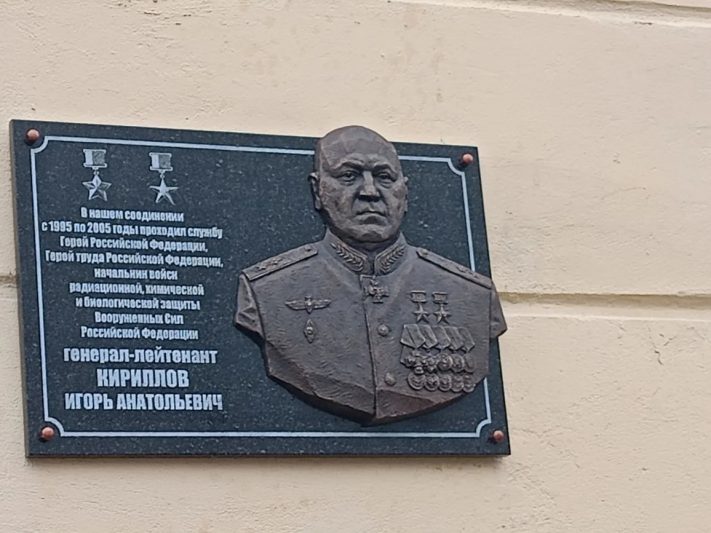 В нашем соединении
с 1995 по 2005 годы проходил службу
Герой Российской Федерации,
Герой труда Российской Федерации,
начальник войск
радиационной, химической
и биологической защиты
Вооруженных Сил
Российской Федерации
генерал-лейтенант
КИРИЛЛОВ
ИГОРЬ АНАТОЛЬЕВИЧ